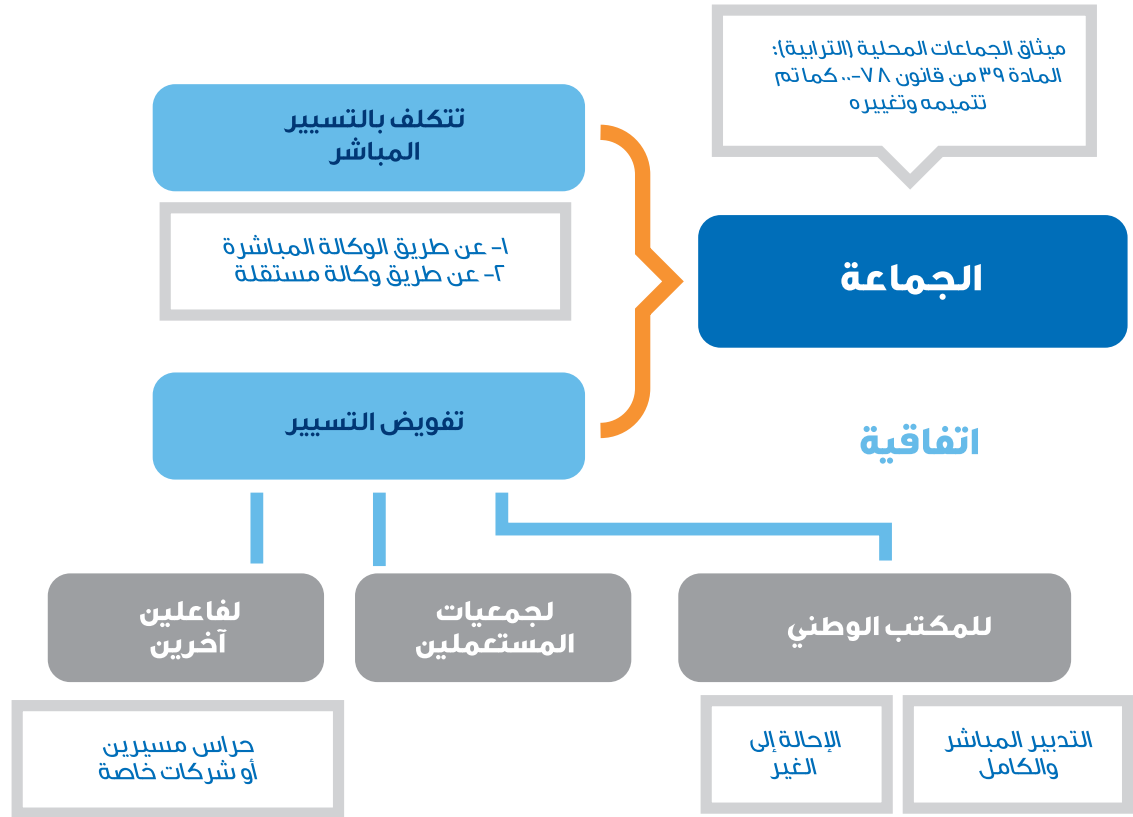 ميثاق الجماعات المحلية (الترابية):
المادة ٣٩ من قانون ٧٨-٠٠ كما تم
تتميمه وتغييره
الجماعة
تتكلف بالتسيير
المباشر
١- عن طريق الوكالة المباشرة
٢- عن طريق وكالة مستقلة
تفويض التسيير
اتفاقية
للمكتب الوطني
لجمعيات
المستعملين
لفاعلين
آخرين
التدبير المباشر
والكامل
الإحالة إلى
الغير
حراس مسيرين
أو شركات خاصة